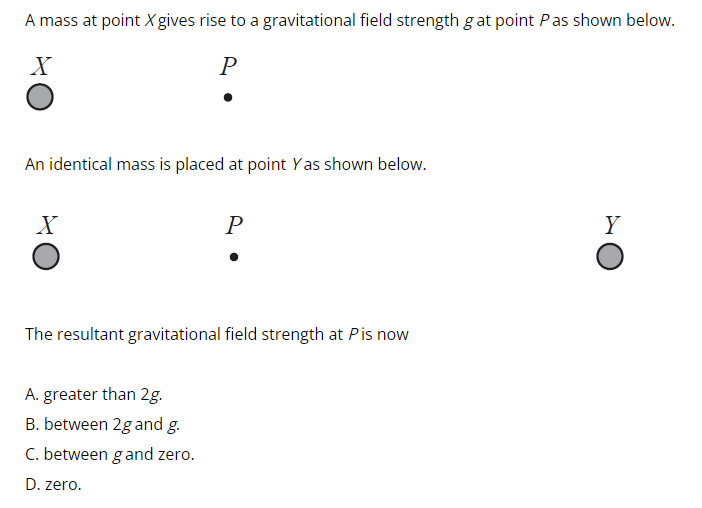 A mass at point X gives rise to a gravitational field strength g at point P as shown below.
X P
An identical mass is placed at point Y as shown below.
X P Y
The resultant gravitational field strength at P is now
A. greater than 2g.
B. between 2g and g.
C. between g and zero.
D. zero.